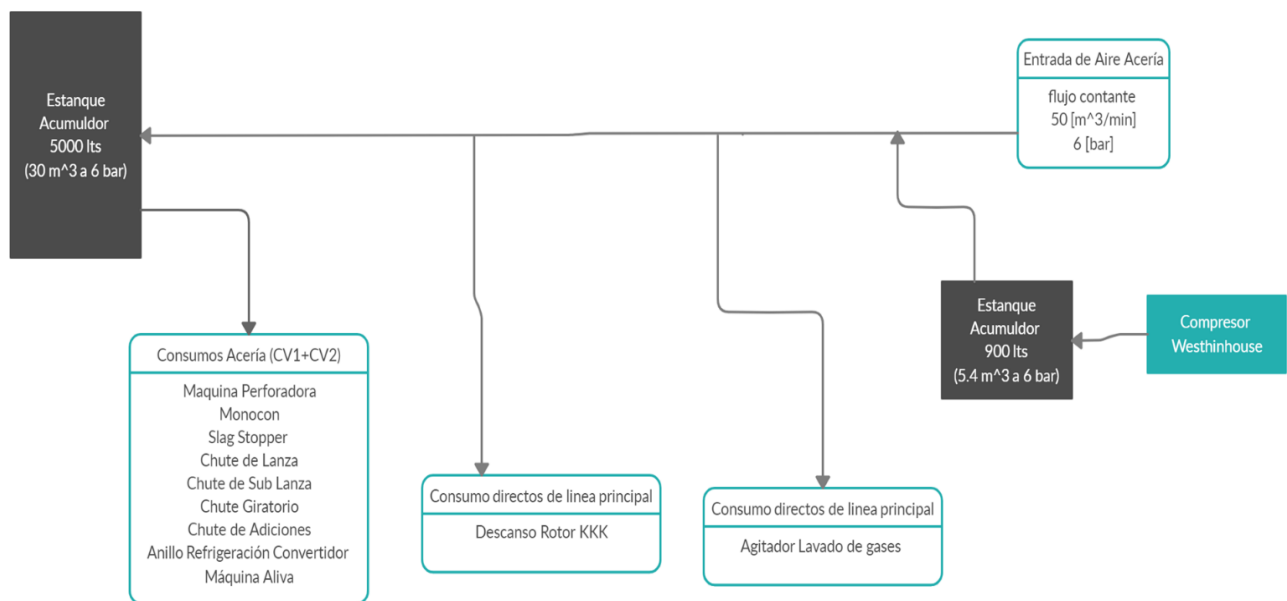 Estanque
Acumuldor
5000 lts
(30 m^3 a 6 bar)
Entrada de Aire Acería
flujo contante
50 [m^3/min]
6 [bar]
Estanque
Acumuldor
900 lts
(5.4 m^3 a 6 bar)
Compresor
Westhinhouse
Consumos Acería (CV1+CV2)
Maquina Perforadora
Monocon
Slag Stopper
Chute de Lanza
Chute de Sub Lanza
Chute Giratorio
Chute de Adiciones
Anillo Refrigeración Convertidor
Máquina Aliva
Consumo directos de linea principal
Descanso Rotor KKK
Consumo directos de linea principal
Agitador Lavado de gases